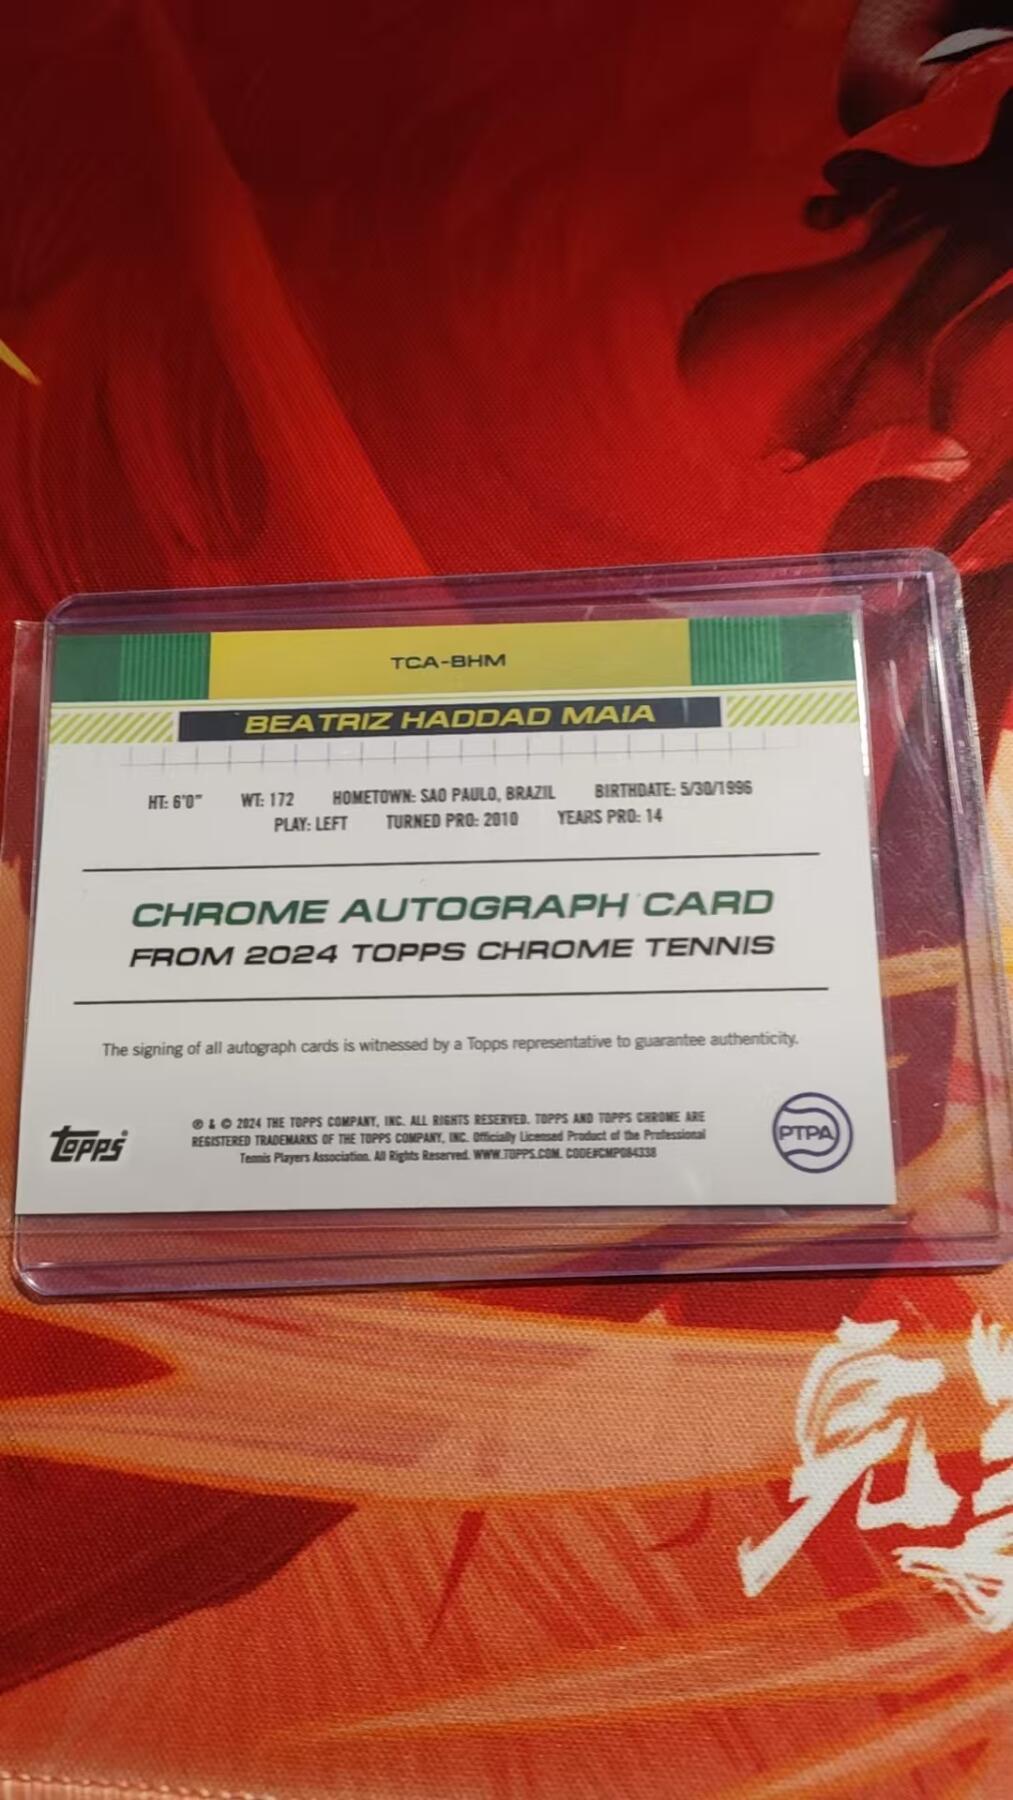 TCA-BHM
BEATRIZ HADDAD MAIA
HT: 6'0" WT: 172 HOMETOWN: SAO PAULO, BRAZIL BIRTHDATE: 5/30/1996
PLAY: LEFT TURNED PRO: 2010 YEARS PRO: 14
CHROME AUTOGRAPH CARD
FROM 2024 TOPPS CHROME TENNIS
The signing of all autograph cards is witnessed by a Topps representative to guarantee authenticity.
topps®
® & © 2024 THE TOPPS COMPANY, INC. ALL RIGHTS RESERVED. TOPPS AND TOPPS CHROME ARE
REGISTERED TRADEMARKS OF THE TOPPS COMPANY, INC. Officially Licensed Product of the Professional
Tennis Players Association. All Rights Reserved. WWW.TOPPS.COM. CODE#CMP084338
PTPA
完